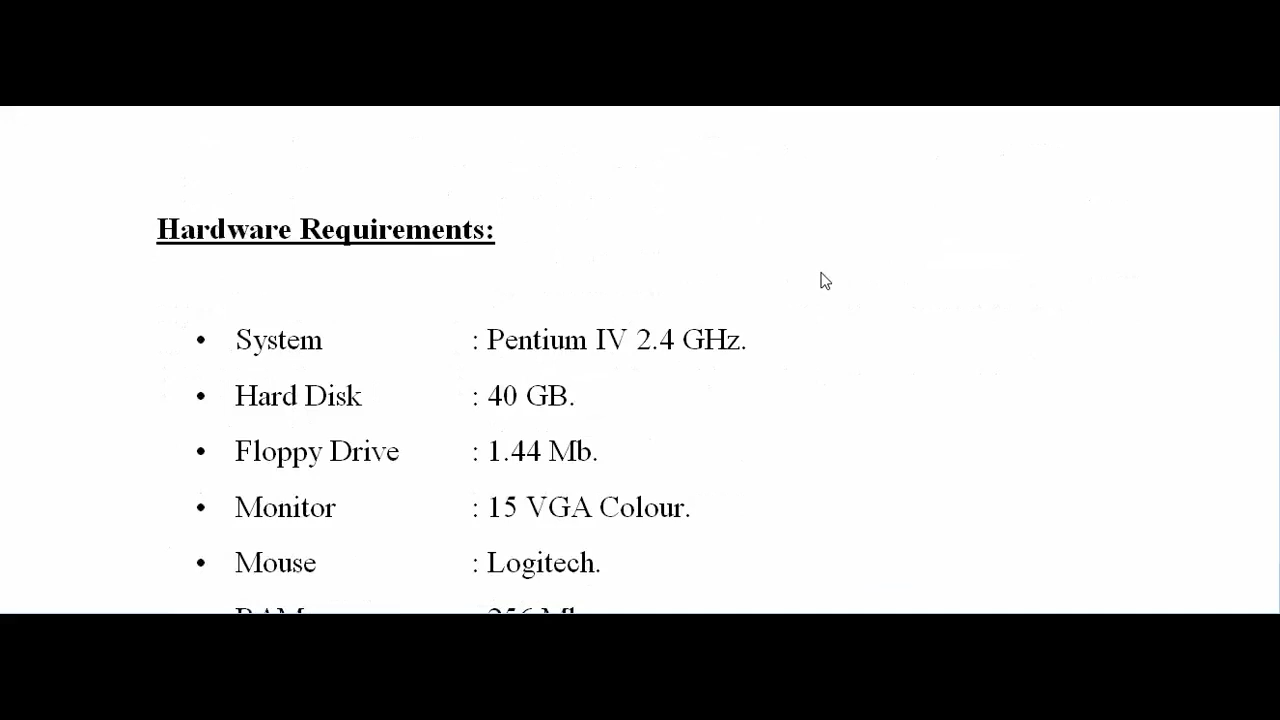 Hardware Requirements:
• System : Pentium IV 2.4 GHz.
• Hard Disk : 40 GB.
• Floppy Drive : 1.44 Mb.
• Monitor : 15 VGA Colour.
• Mouse : Logitech.